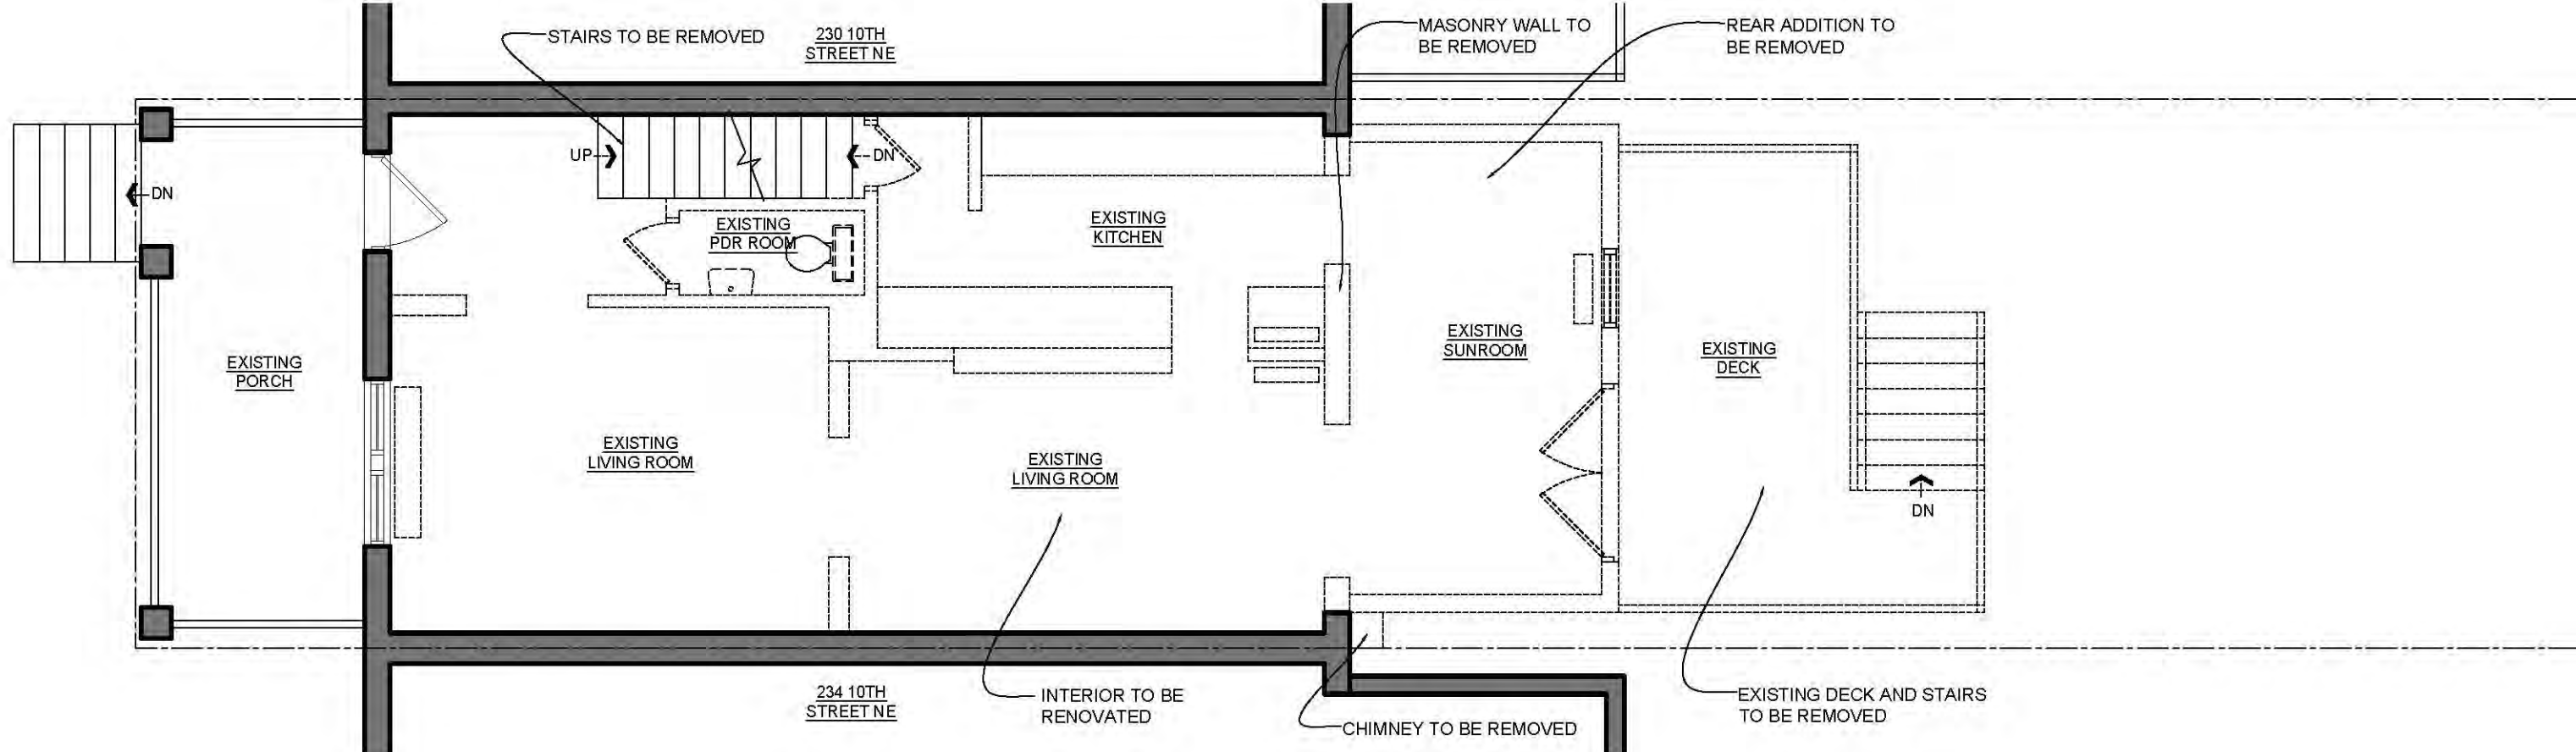 STAIRS TO BE REMOVED
230 10TH
STREET NE
MASONRY WALL TO
BE REMOVED
REAR ADDITION TO
BE REMOVED
UP
DN
DN
EXISTING
PDR ROOM
EXISTING
KITCHEN
EXISTING
PORCH
EXISTING
SUNROOM
EXISTING
DECK
EXISTING
LIVING ROOM
EXISTING
LIVING ROOM
DN
234 10TH
STREET NE
INTERIOR TO BE
RENOVATED
CHIMNEY TO BE REMOVED
EXISTING DECK AND STAIRS
TO BE REMOVED